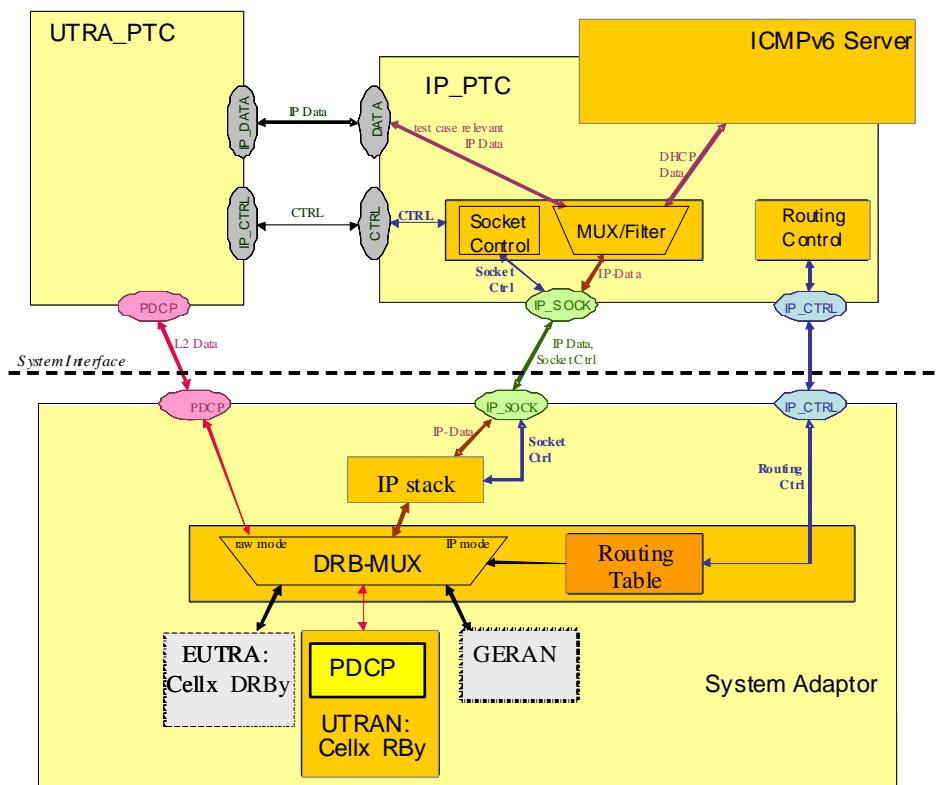 UTRA_PTC
ICMPv6 Server
IP_PTC
IP_DATA
IP Data
DATA
test case relevant
IP Data
DHCP
Data
IP_CTRL
CTRL
CTRL
CTRL
Socket
Control
MUX/Filter
Routing
Control
Socket
Ctrl
IP-Data
PDCP
IP_SOCK
IP_CTRL
L2 Data
IP Data,
Socket Ctrl
System Interface
PDCP
IP_SOCK
IP_CTRL
IP-Data
Socket
Ctrl
Routing
Ctrl
IP stack
raw mode
IP mode
DRB-MUX
Routing
Table
EUTRA:
Cellx DRBy
PDCP
UTRAN:
Cellx RBy
GERAN
System Adaptor